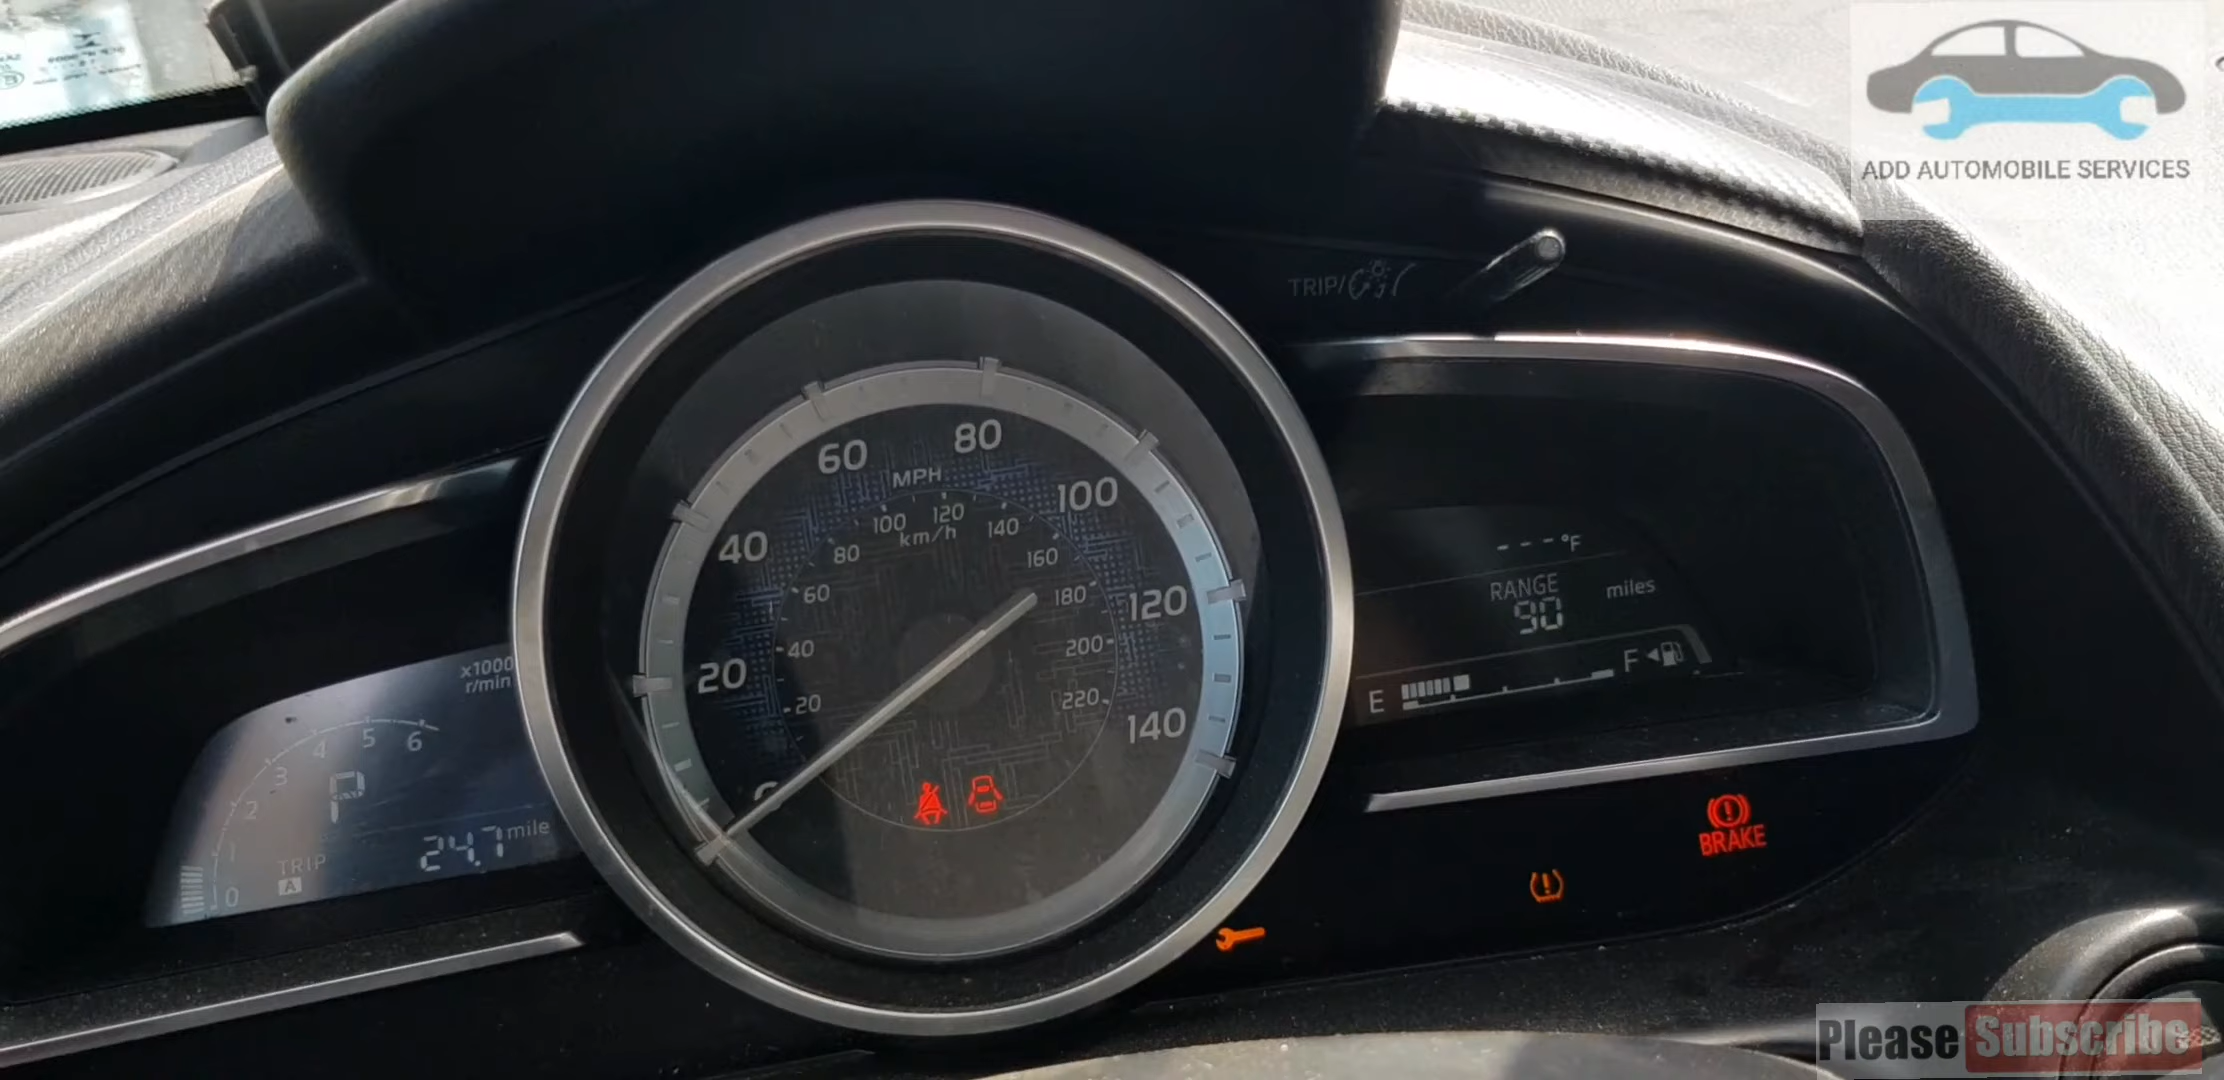 ADD AUTOMOBILE SERVICES
TRIP/
60
80
MPH
100
40
100
120
140
km/h
80
160
60
180
120
20
40
200
20
220
140
0
x1000
r/min
6
5
4
3
2
1
0
P
TRIP
A
24.7 mile
---°F
RANGE
90 miles
E
F
BRAKE
Please Subscribe